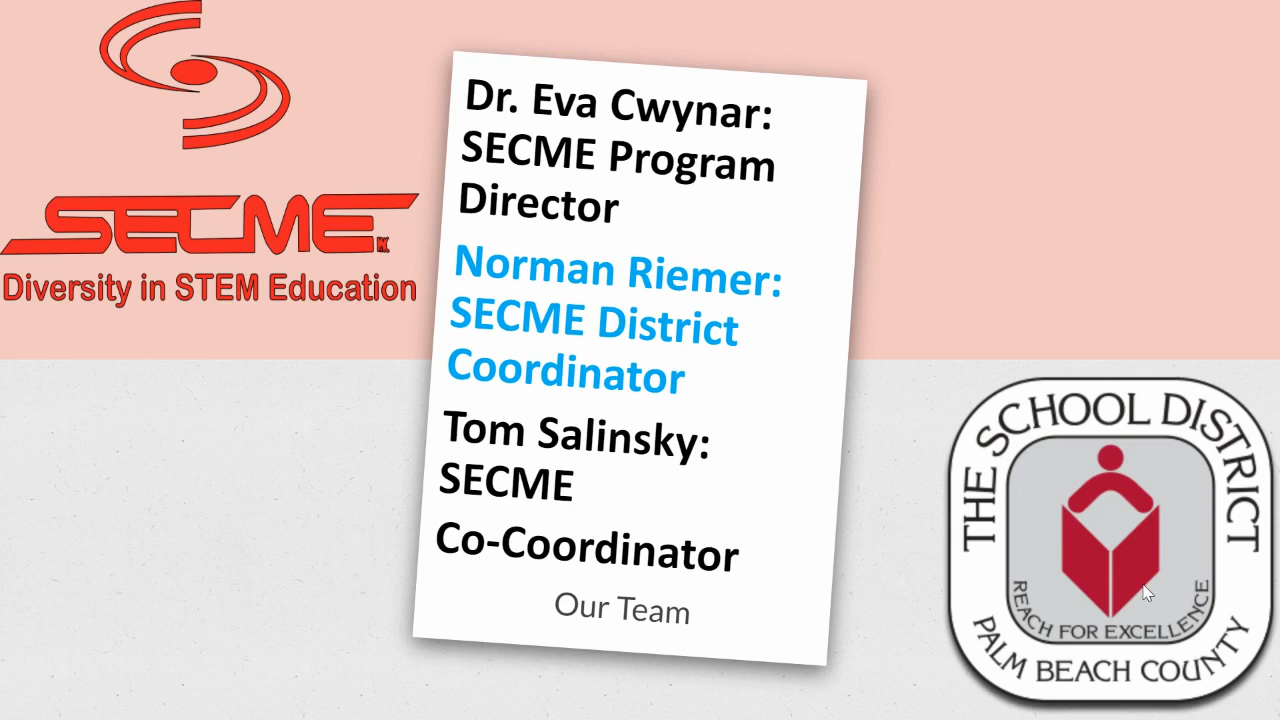 SECME INC.
Diversity in STEM Education
Dr. Eva Cwynar:
SECME Program
Director
Norman Riemer:
SECME District
Coordinator
Tom Salinsky:
SECME
Co-Coordinator
Our Team
THE SCHOOL DISTRICT
REACH FOR EXCELLENCE
PALM BEACH COUNTY